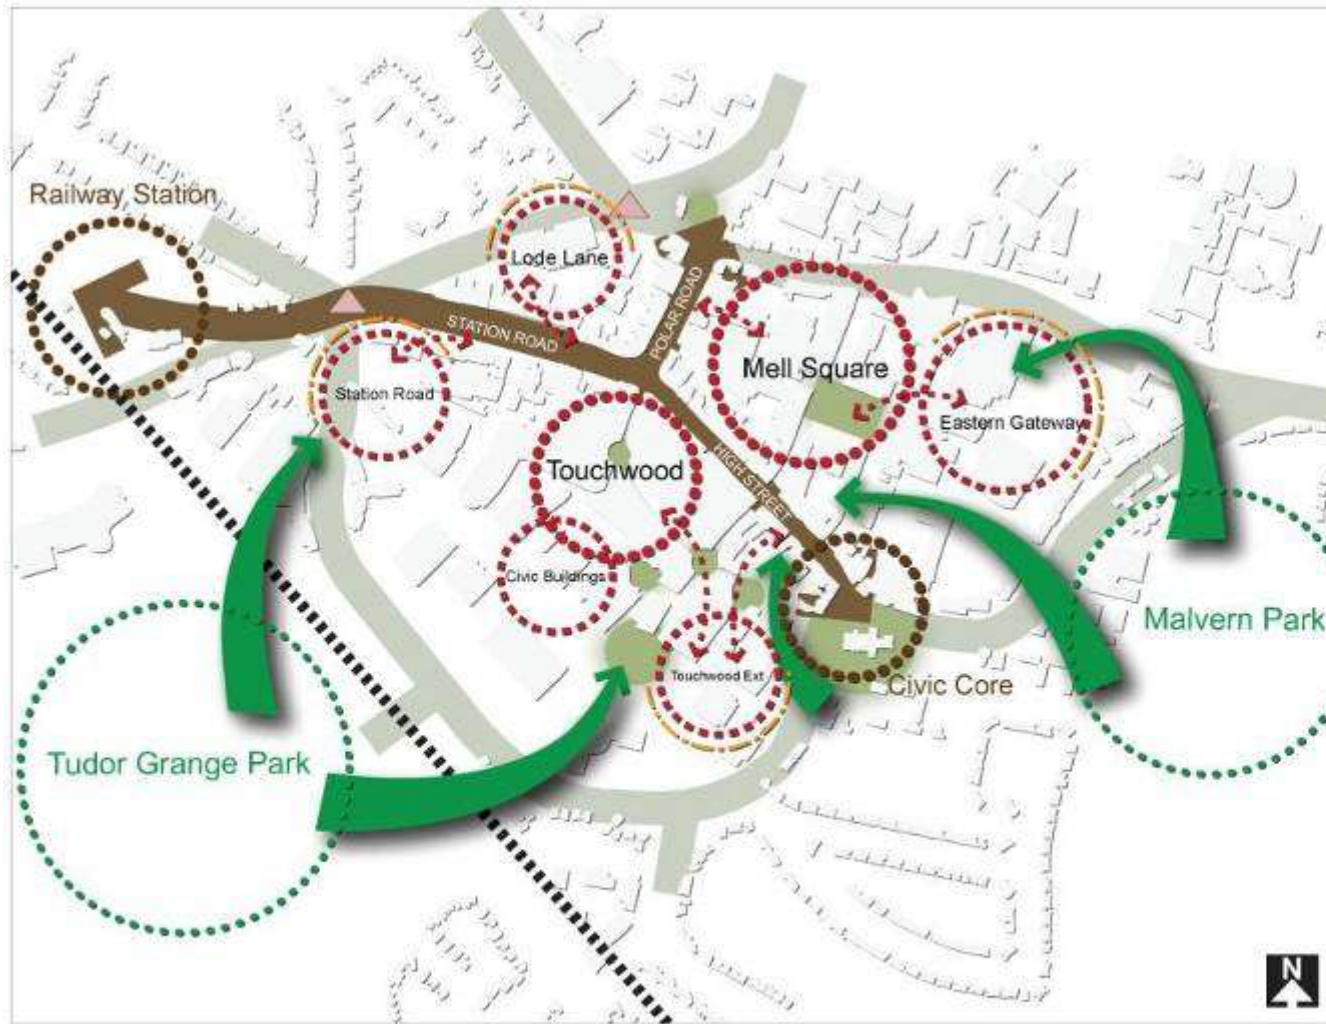 Railway Station
Lode Lane
POLAR ROAD
STATION ROAD
Mell Square
Station Road
Eastern Gateway
Touchwood
HIGH STREET
Civic Buildings
Malvern Park
Touchwood Ext
Civic Core
Tudor Grange Park
N